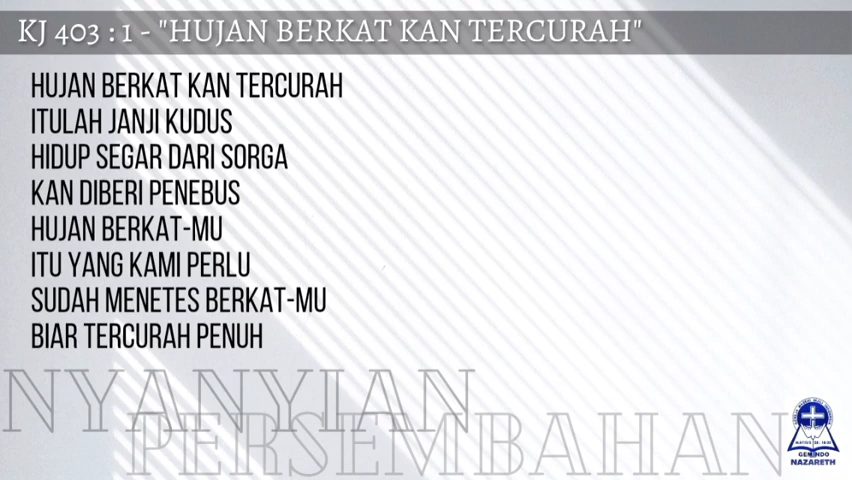 KJ 403 : 1 - "HUJAN BERKAT KAN TERCURAH"
HUJAN BERKAT KAN TERCURAH
ITULAH JANJI KUDUS
HIDUP SEGAR DARI SORGA
KAN DIBERI PENEBUS
HUJAN BERKAT-MU
ITU YANG KAMI PERLU
SUDAH MENETES BERKAT-MU
BIAR TERCURAH PENUH
NYANYIAN
PERSEMBAHAN
GEMINDO
NAZARETH